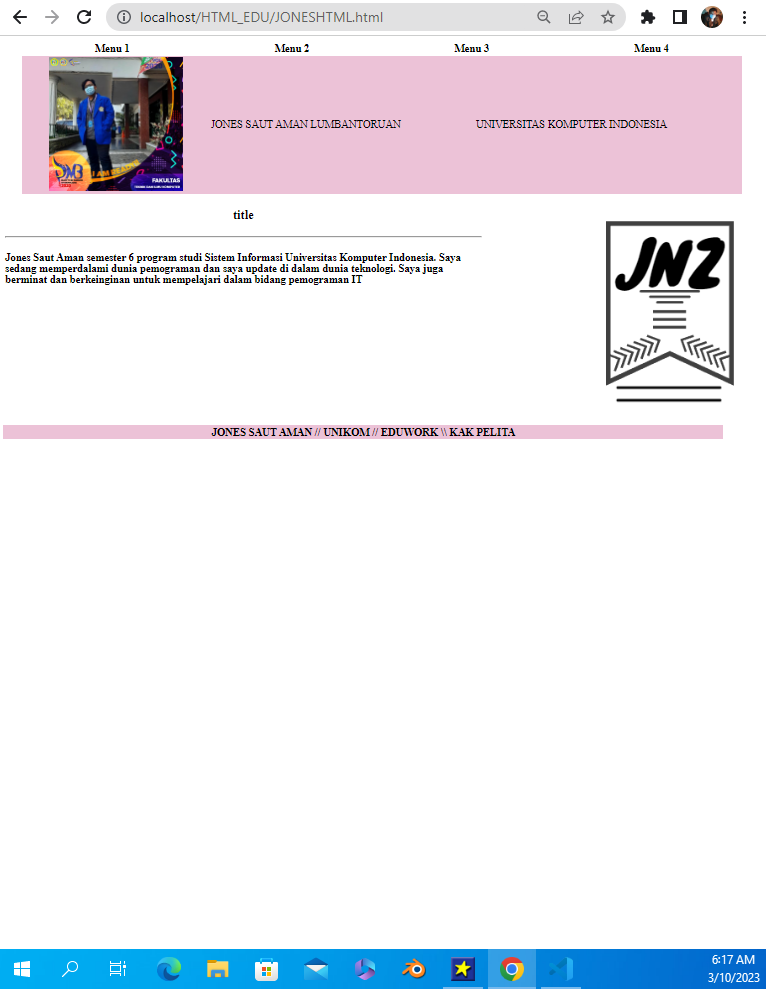 localhost/HTML_EDU/JONESHTML.html
Menu 1 Menu 2 Menu 3 Menu 4
I AM
FAKULTAS
JONES SAUT AMAN LUMBANTORUAN UNIVERSITAS KOMPUTER INDONESIA
title
Jones Saut Aman semester 6 program studi Sistem Informasi Universitas Komputer Indonesia. Saya
sedang memperdalami dunia pemograman dan saya update di dalam dunia teknologi. Saya juga
berminat dan berkeinginan untuk mempelajari dalam bidang pemograman IT
JNZ
JONES SAUT AMAN // UNIKOM // EDUWORK \\ KAK PELITA
6:17 AM
3/10/2023